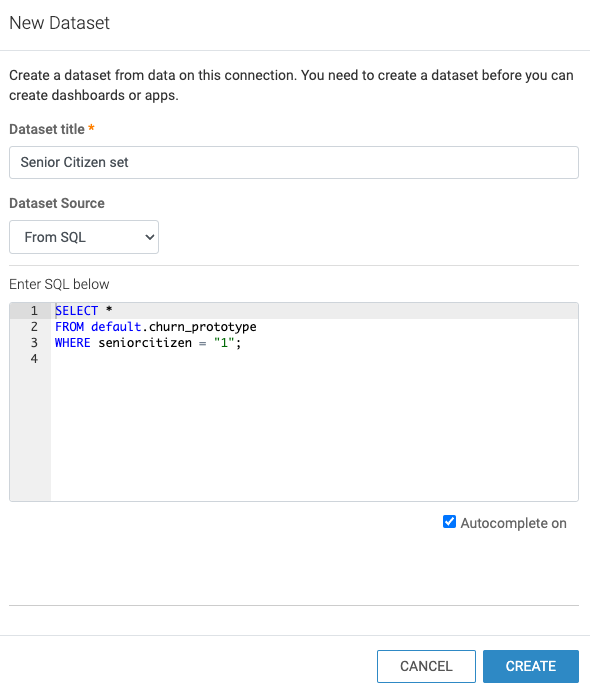 New Dataset
Create a dataset from data on this connection. You need to create a dataset before you can
create dashboards or apps.
Dataset title *
Senior Citizen set
Dataset Source
From SQL
Enter SQL below
1 SELECT *
2 FROM default.churn_prototype
3 WHERE seniorcitizen = "1";
4
Autocomplete on
CANCEL CREATE